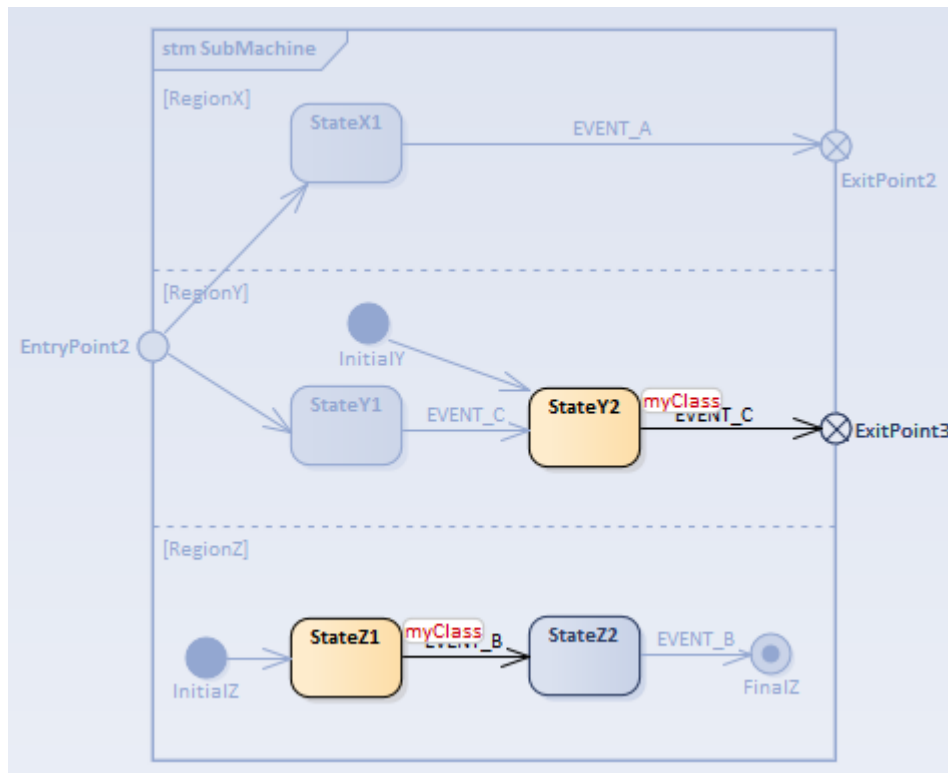 stm SubMachine
[RegionX]
StateX1
EVENT_A
ExitPoint2
[RegionY]
EntryPoint2
InitialY
StateY1
EVENT_C
StateY2
myClass
EVENT_C
ExitPoint3
[RegionZ]
InitialZ
StateZ1
myClass
EVENT_B
StateZ2
EVENT_B
FinalZ